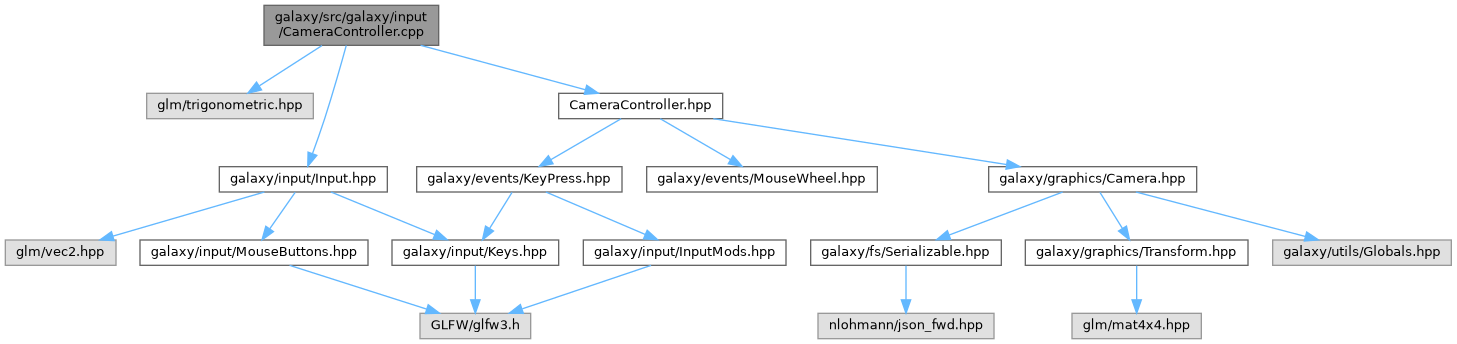 galaxy/src/galaxy/input
/CameraController.cpp
glm/trigonometric.hpp
CameraController.hpp
galaxy/input/Input.hpp
galaxy/events/KeyPress.hpp
galaxy/events/MouseWheel.hpp
galaxy/graphics/Camera.hpp
glm/vec2.hpp
galaxy/input/MouseButtons.hpp
galaxy/input/Keys.hpp
galaxy/input/InputMods.hpp
galaxy/fs/Serializable.hpp
galaxy/graphics/Transform.hpp
galaxy/utils/Globals.hpp
GLFW/glfw3.h
nlohmann/json_fwd.hpp
glm/mat4x4.hpp